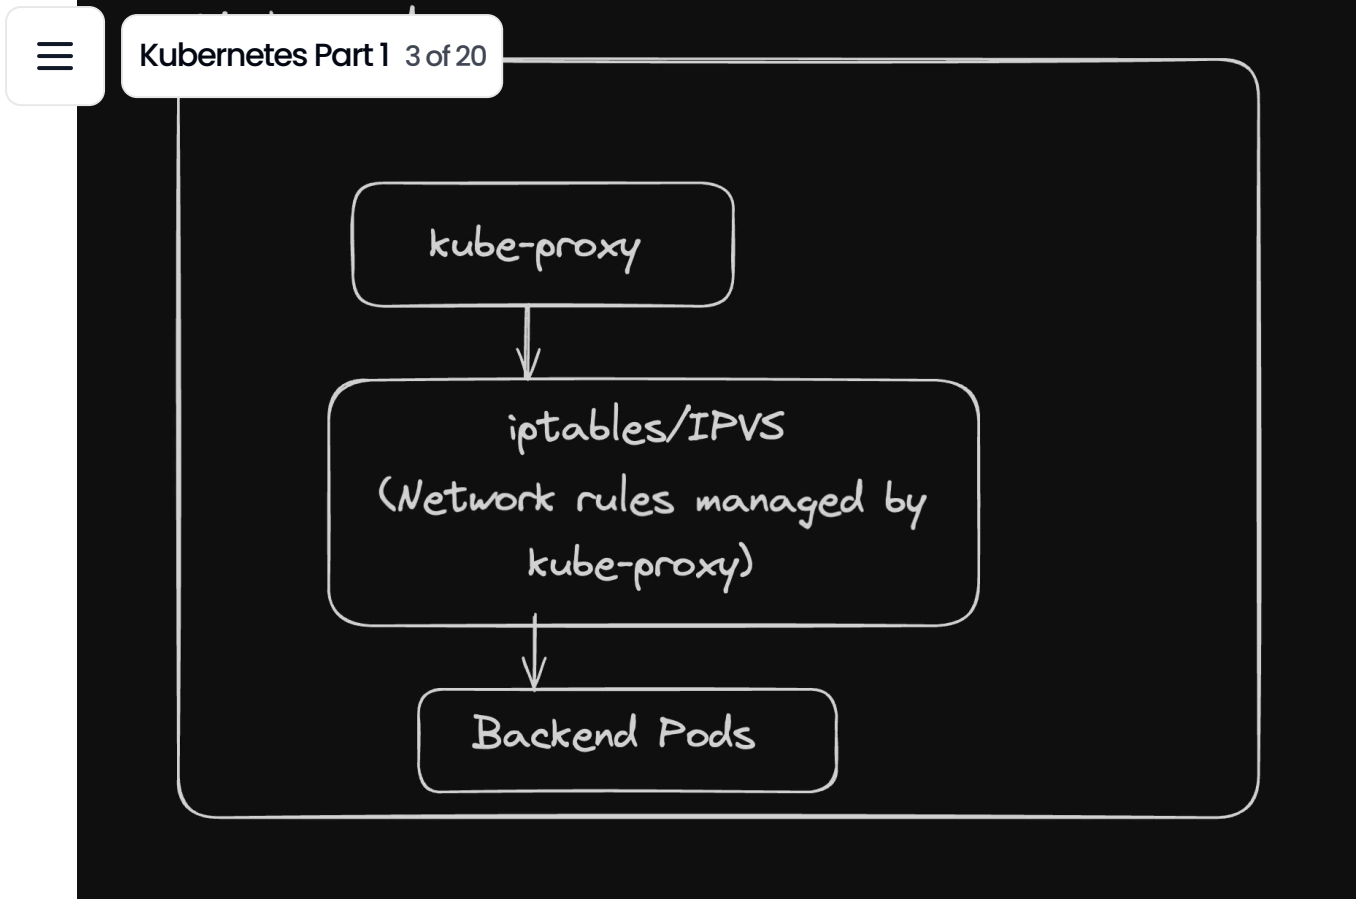 Kubernetes Part 1 3 of 20
kube-proxy
iptables/IPVS
(Network rules managed by
kube-proxy)
Backend Pods